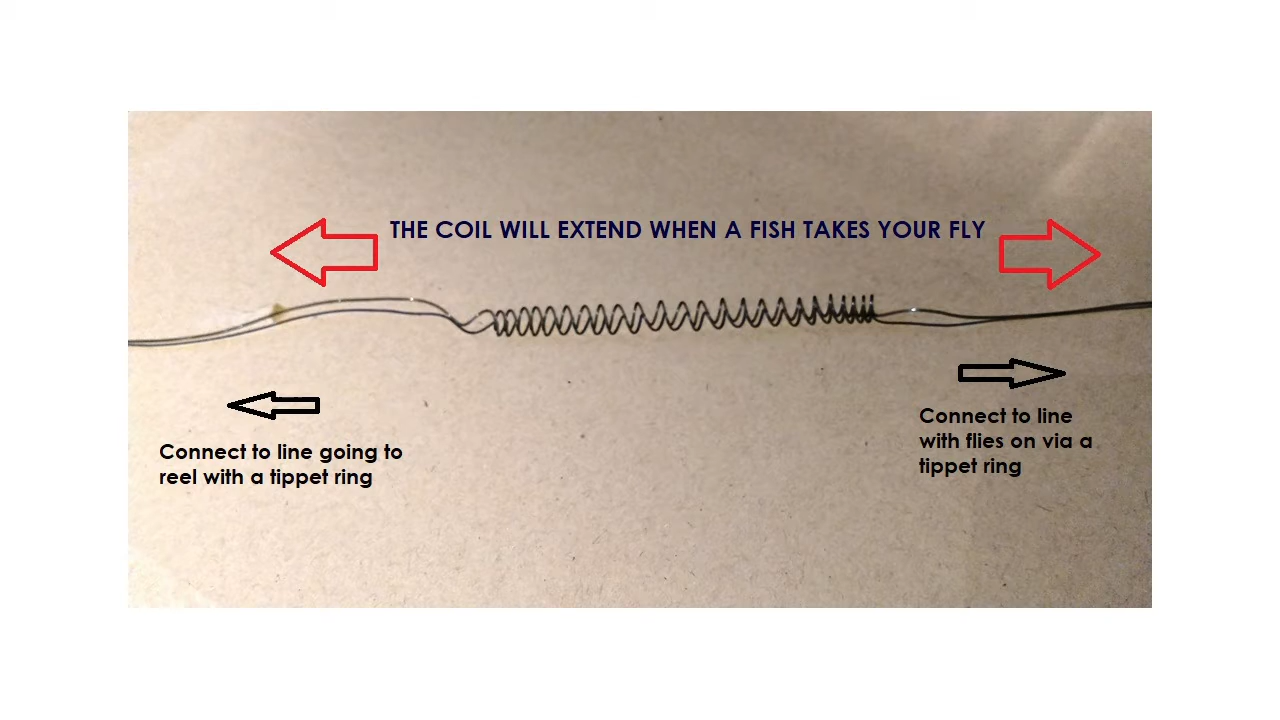 THE COIL WILL EXTEND WHEN A FISH TAKES YOUR FLY
Connect to line going to
reel with a tippet ring
Connect to line
with flies on via a
tippet ring